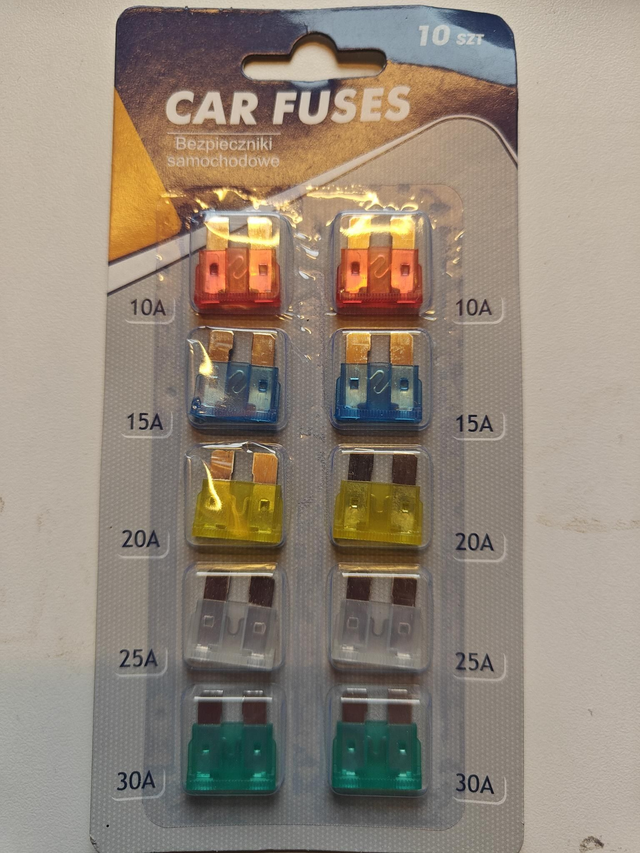 10 SZT
CAR FUSES
Bezpieczniki
samochodowe
10A 10A
15A 15A
20A 20A
25A 25A
30A 30A